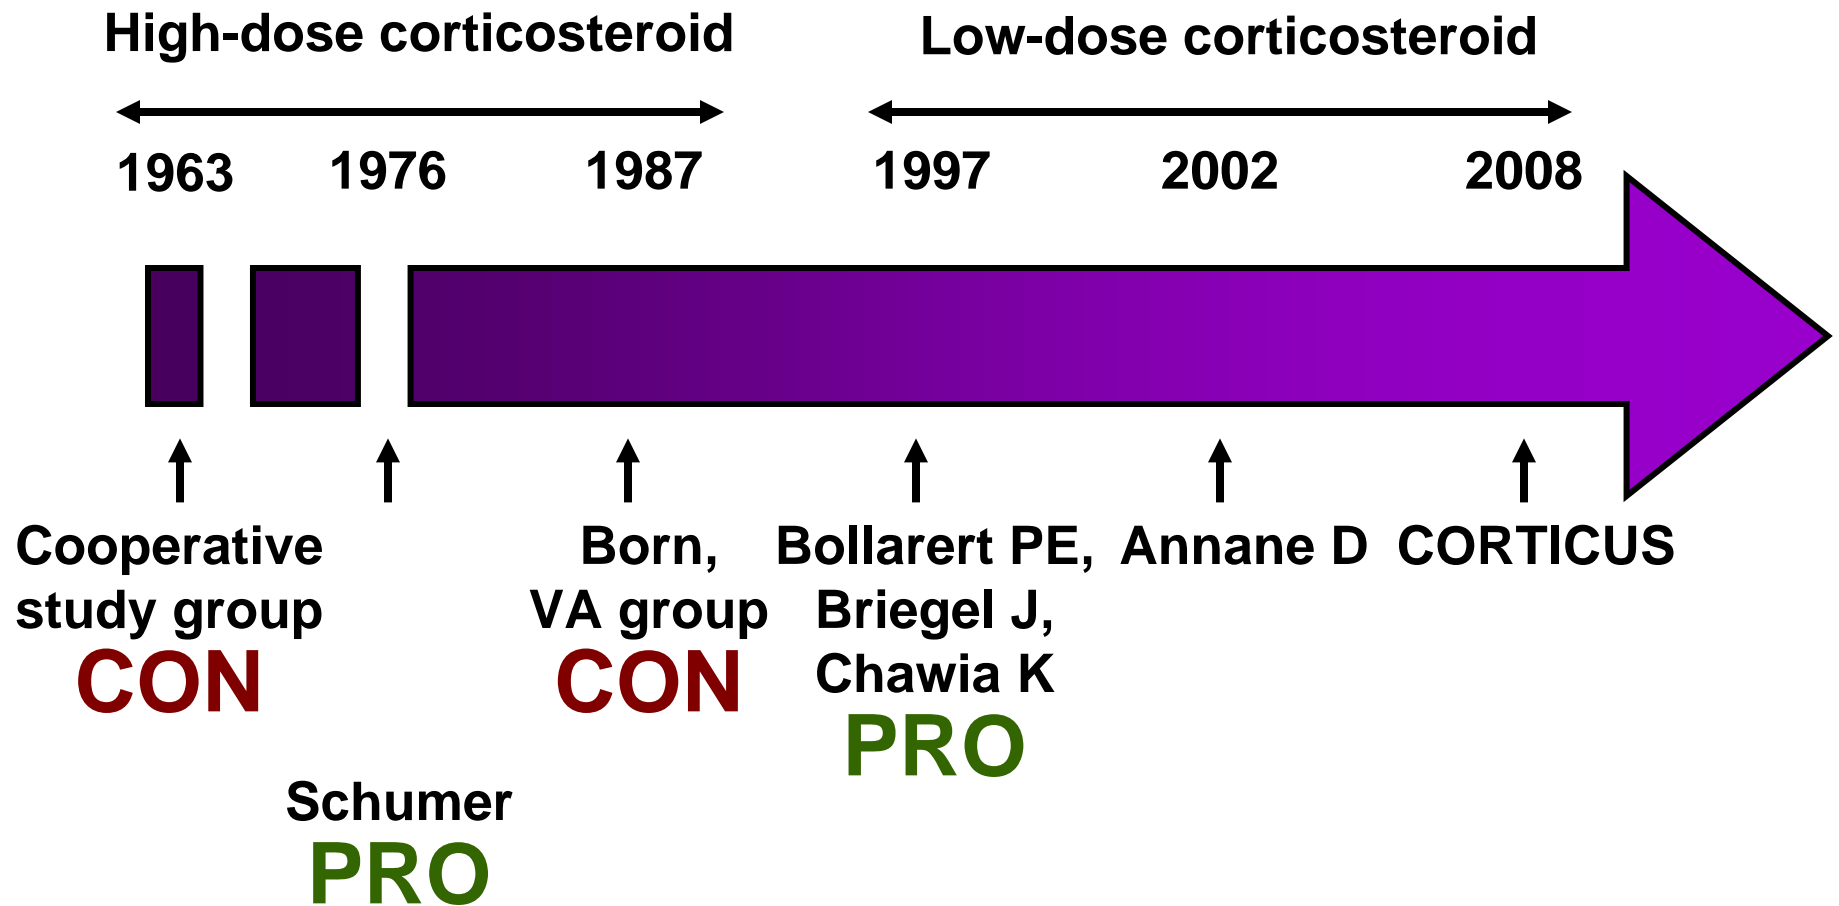 High-dose corticosteroid
Low-dose corticosteroid
1963
1976
1987
1997
2002
2008
Cooperative
study group
CON
Schumer
PRO
Born,
VA group
CON
Bollarert PE,
Briegel J,
Chawia K
PRO
Annane D
CORTICUS